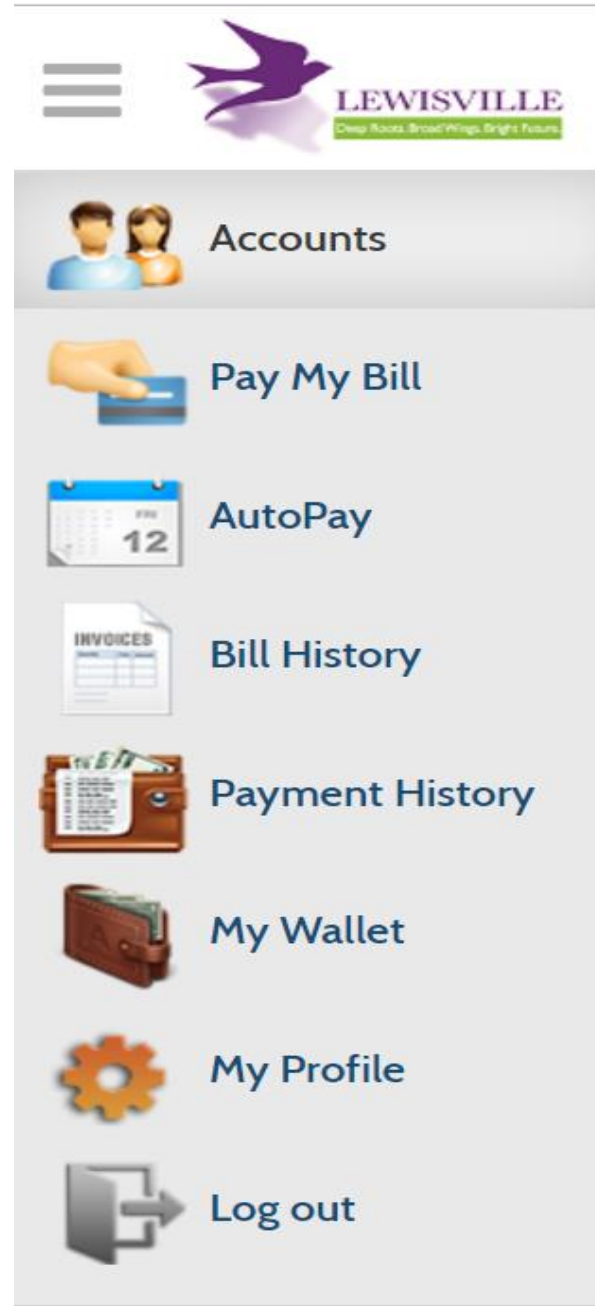 LEWISVILLE
Deep Roots. Broad Wings. Bright Future.
Accounts
Pay My Bill
FRI
12
AutoPay
INVOICES
Bill History
Payment History
A
My Wallet
My Profile
Log out